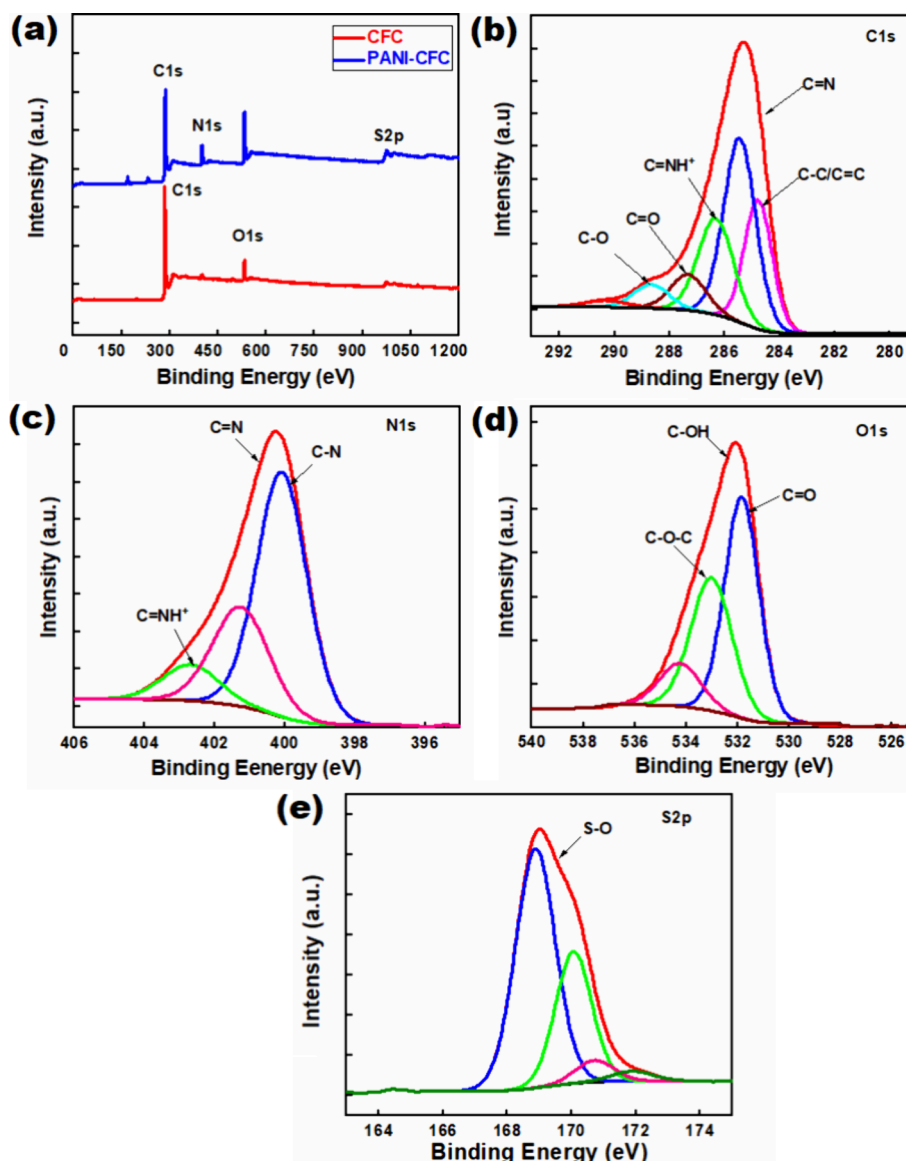 (a)
CFC
PANI-CFC
C1s
N1s
S2p
C1s
O1s
Intensity (a.u.)
0 150 300 450 600 750 900 1050 1200
Binding Energy (eV)
(b)
C1s
C=N
C=NH+
C-C/C=C
C=O
C-O
Intensity (a.u.)
292 290 288 286 284 282 280
Binding Energy (eV)
(c)
N1s
C=N
C-N
C=NH+
Intensity (a.u.)
406 404 402 400 398 396
Binding Eenergy (eV)
(d)
O1s
C-OH
C=O
C-O-C
Intensity (a.u.)
540 538 536 534 532 530 528 526
Binding Energy (eV)
(e)
S2p
S-O
Intensity (a.u.)
164 166 168 170 172 174
Binding Energy (eV)